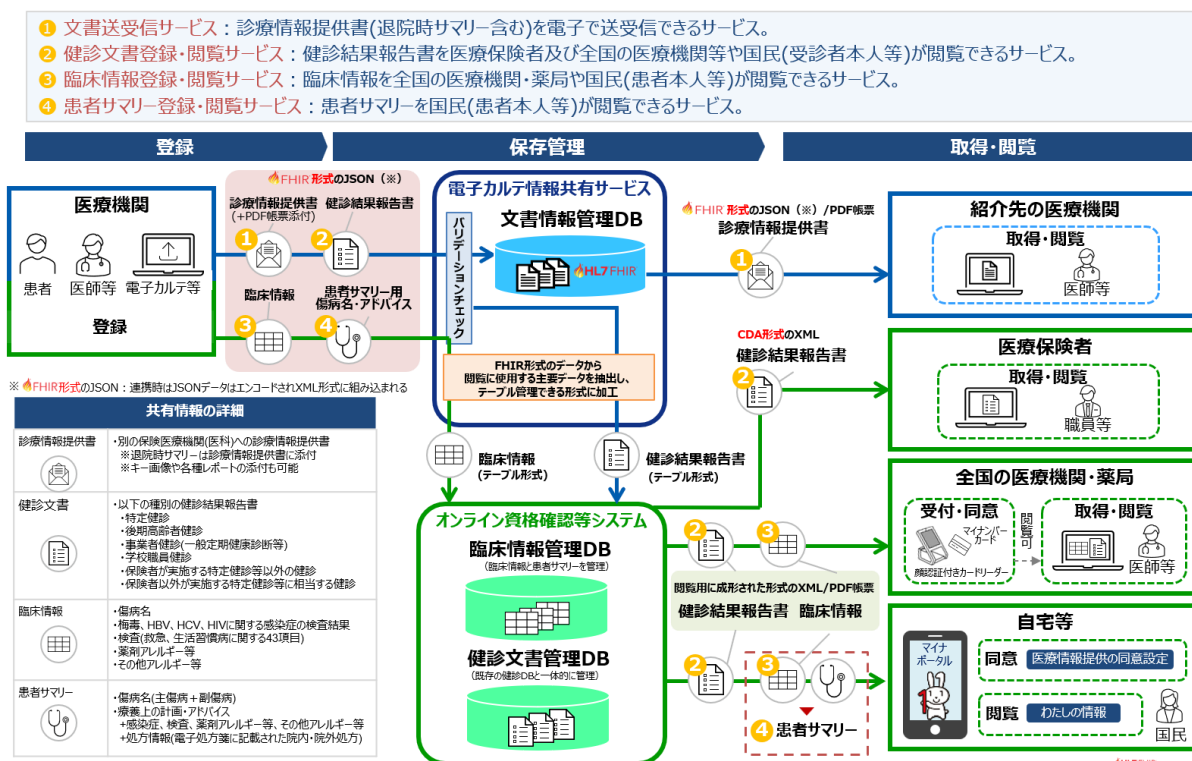 1 文書送受信サービス：診療情報提供書(退院時サマリー含む)を電子で送受信できるサービス。
2 健診文書登録・閲覧サービス：健診結果報告書を医療保険者及び全国の医療機関等や国民(受診者本人等)が閲覧できるサービス。
3 臨床情報登録・閲覧サービス：臨床情報を全国の医療機関・薬局や国民(患者本人等)が閲覧できるサービス。
4 患者サマリー登録・閲覧サービス：患者サマリーを国民(患者本人等)が閲覧できるサービス。
登録
保存管理
取得・閲覧
医療機関
患者
医師等
電子カルテ等
登録
FHIR形式のJSON（※）
診療情報提供書
(+PDF帳票添付)
健診結果報告書
1
2
臨床情報
患者サマリー用
傷病名・アドバイス
3
4
電子カルテ情報共有サービス
文書情報管理DB
バリデーションチェック
HL7 FHIR
FHIR形式のデータから
閲覧に使用する主要データを抽出し、
テーブル管理できる形式に加工
FHIR形式のJSON（※）/PDF帳票
診療情報提供書
1
紹介先の医療機関
取得・閲覧
医師等
CDA形式のXML
健診結果報告書
2
医療保険者
取得・閲覧
職員等
※ FHIR形式のJSON：連携時はJSONデータはエンコードされXML形式に組み込まれる
共有情報の詳細
診療情報提供書
・別の保険医療機関(医科)への診療情報提供書
※退院時サマリーは診療情報提供書に添付
※キー画像や各種レポートの添付も可能
健診文書
・以下の種別の健診結果報告書
・特定健診
・後期高齢者健診
・事業者健診(一般定期健康診断等)
・学校職員健診
・保険者が実施する特定健診等以外の健診
・保険者以外が実施する特定健診等に相当する健診
臨床情報
・傷病名
・梅毒、HBV、HCV、HIVに関する感染症の検査結果
・検査(救急、生活習慣病に関する43項目)
・薬剤アレルギー等
・その他アレルギー等
患者サマリー
・傷病名(主傷病＋副傷病)
・療養上の計画・アドバイス
+感染症、検査、薬剤アレルギー等、その他アレルギー等
+処方情報(電子処方箋に記載された院内・院外処方)
臨床情報
(テーブル形式)
健診結果報告書
(テーブル形式)
オンライン資格確認等システム
臨床情報管理DB
(臨床情報と患者サマリーを管理)
健診文書管理DB
(既存の健診DBと一体的に管理)
2
3
閲覧用に成形された形式のXML/PDF帳票
健診結果報告書
臨床情報
2
3
4 患者サマリー
全国の医療機関・薬局
受付・同意
マイナンバー
カード
顔認証付きカードリーダー
閲覧可
取得・閲覧
医師等
自宅等
マイナ
ポータル
同意
医療情報提供の同意設定
閲覧
わたしの情報
国民